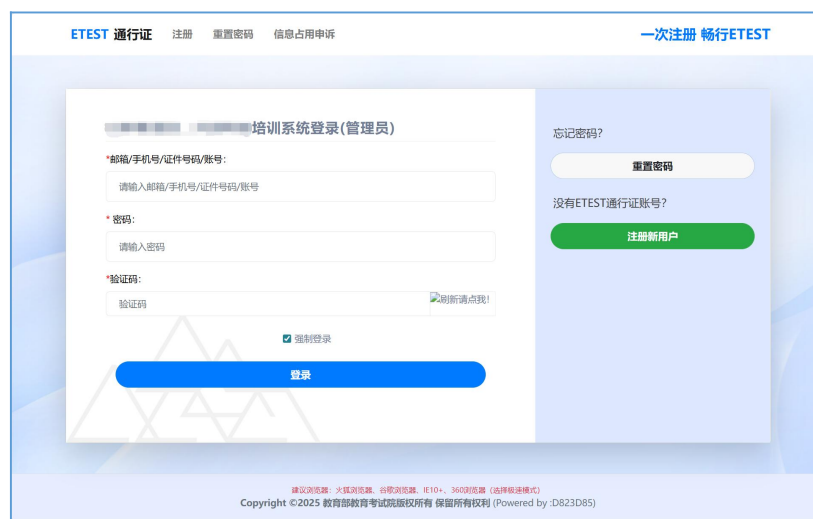 ETEST 通行证 注册 重置密码 信息占用申诉 一次注册 畅行ETEST
培训系统登录(管理员)
*邮箱/手机号/证件号码/账号：
请输入邮箱/手机号/证件号码/账号
* 密码：
请输入密码
*验证码：
验证码 刷新请点我!
强制登录
登录
忘记密码?
重置密码
没有ETEST通行证账号?
注册新用户
建议浏览器：火狐浏览器、谷歌浏览器、IE10+、360浏览器（选择极速模式）
Copyright ©2025 教育部教育考试院版权所有 保留所有权利 (Powered by :D823D85)